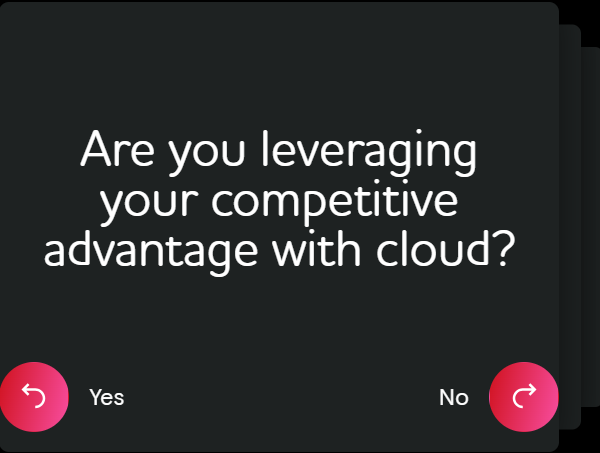 Are you leveraging
your competitive
advantage with cloud?
Yes
No